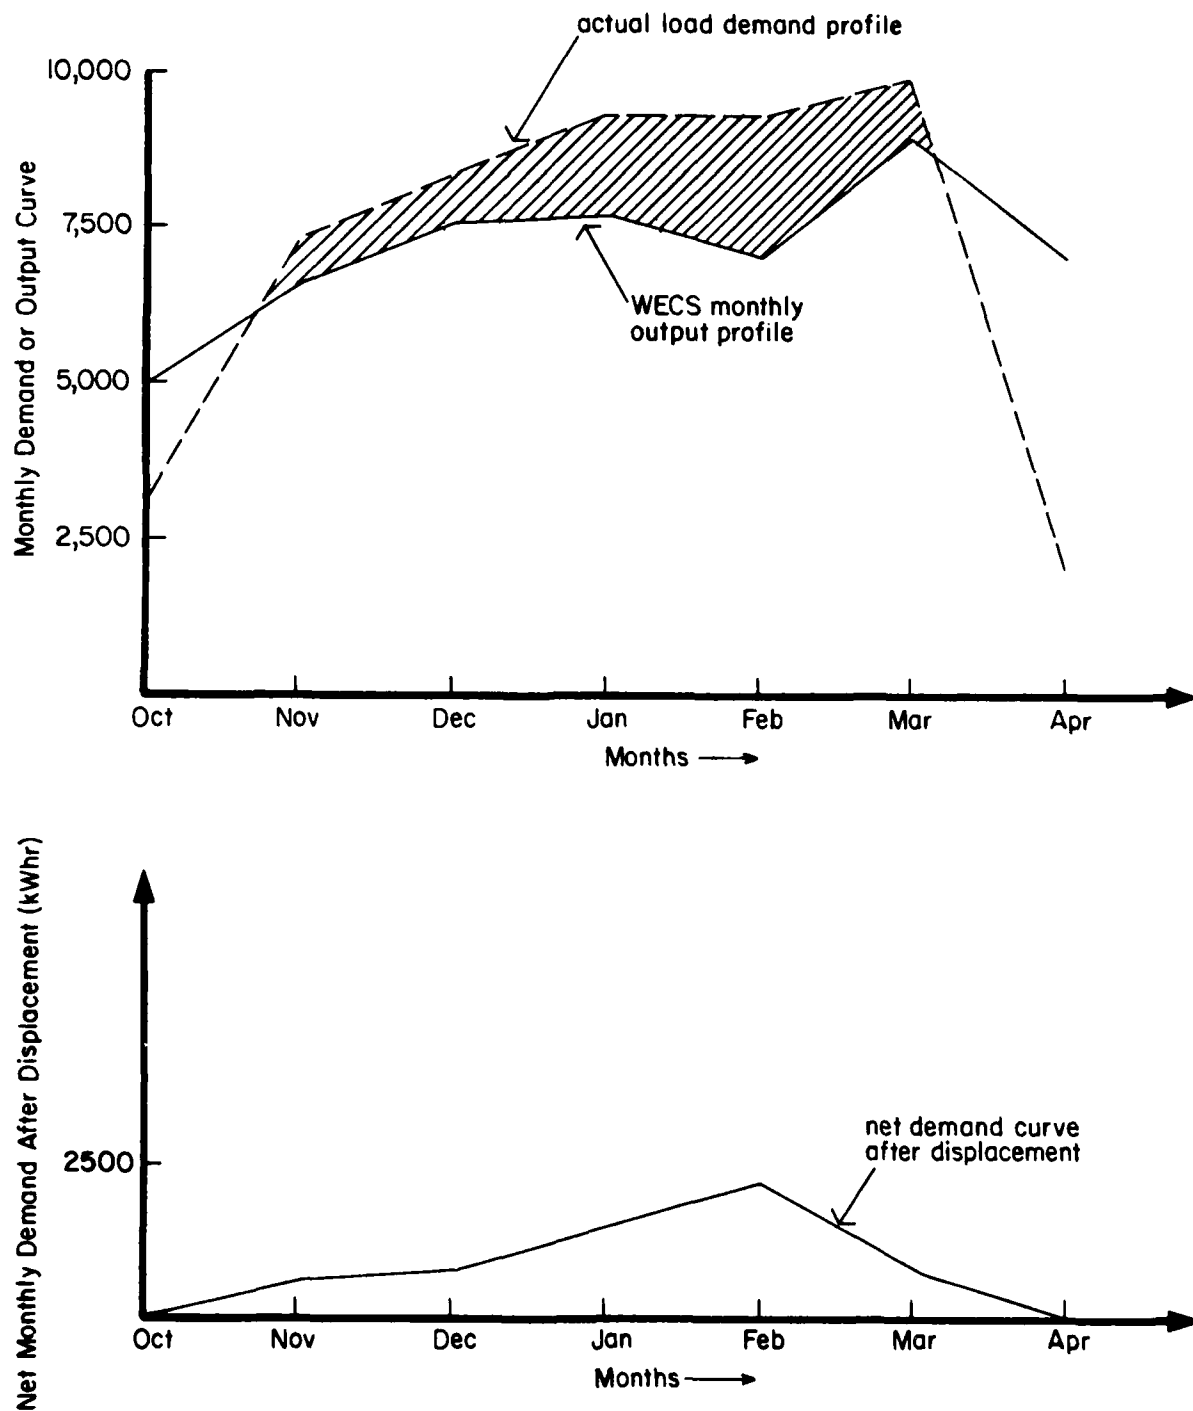 actual load demand profile
10,000
7,500
5,000
2,500
Monthly Demand or Output Curve
WECS monthly
output profile
Oct Nov Dec Jan Feb Mar Apr
Months
Net Monthly Demand After Displacement (kWhr)
2500
net demand curve
after displacement
Oct Nov Dec Jan Feb Mar Apr
Months